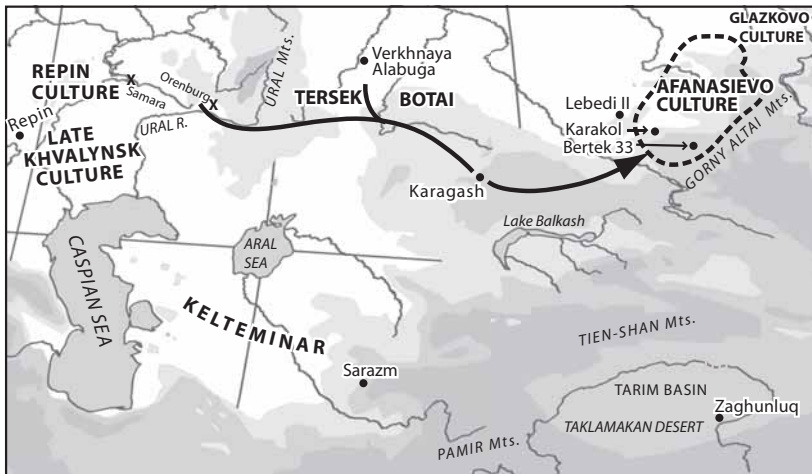 GLAZKOVO
CULTURE
Verkhnaya
Alabuga
URAL Mts.
REPIN
CULTURE
X
Samara
Orenburg
X
TERSEK
BOTAI
AFANASIEVO
CULTURE
Lebedi II
Karakol
Bertek 33
GORNY ALTAI Mts.
Repin
URAL R.
LATE
KHVALYNSK
CULTURE
Karagash
Lake Balkash
CASPIAN SEA
ARAL
SEA
KELTEMINAR
TIEN-SHAN Mts.
Sarazm
TARIM BASIN
Zaghunluq
TAKLAMAKAN DESERT
PAMIR Mts.